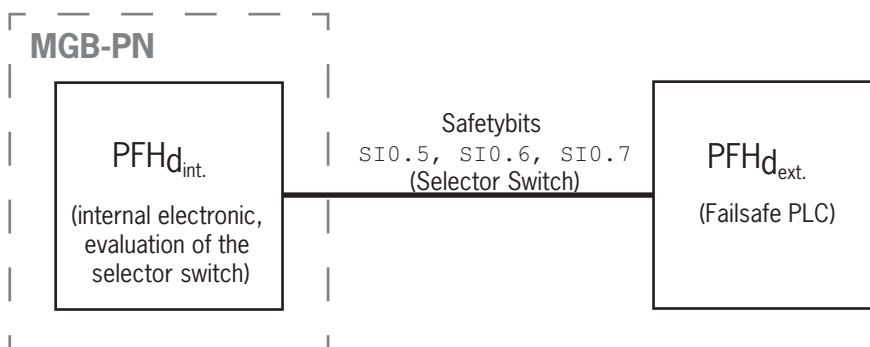 MGB-PN
PFHdint.
(internal electronic,
evaluation of the
selector switch)
Safetybits
SI0.5, SI0.6, SI0.7
(Selector Switch)
PFHdext.
(Failsafe PLC)